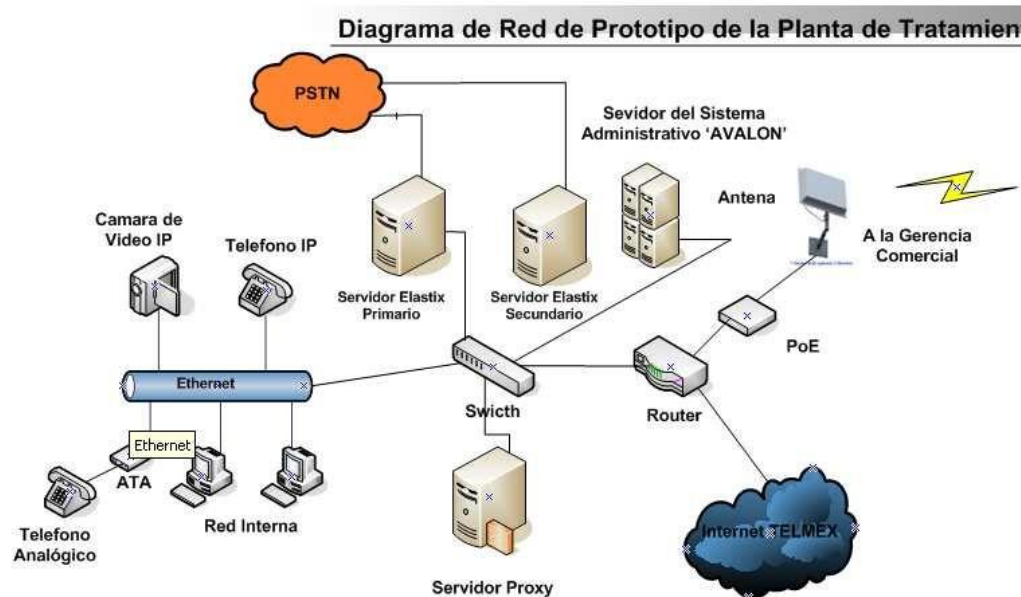 Diagrama de Red de Prototipo de la Planta de Tratamien
PSTN
Sevidor del Sistema
Administrativo 'AVALON'
Antena
A la Gerencia
Comercial
Camara de
Video IP
Telefono IP
Servidor Elastix
Primario
Servidor Elastix
Secundario
PoE
Ethernet
Swicth
Router
Ethernet
ATA
Red Interna
Telefono
Analógico
Servidor Proxy
Internet TELMEX